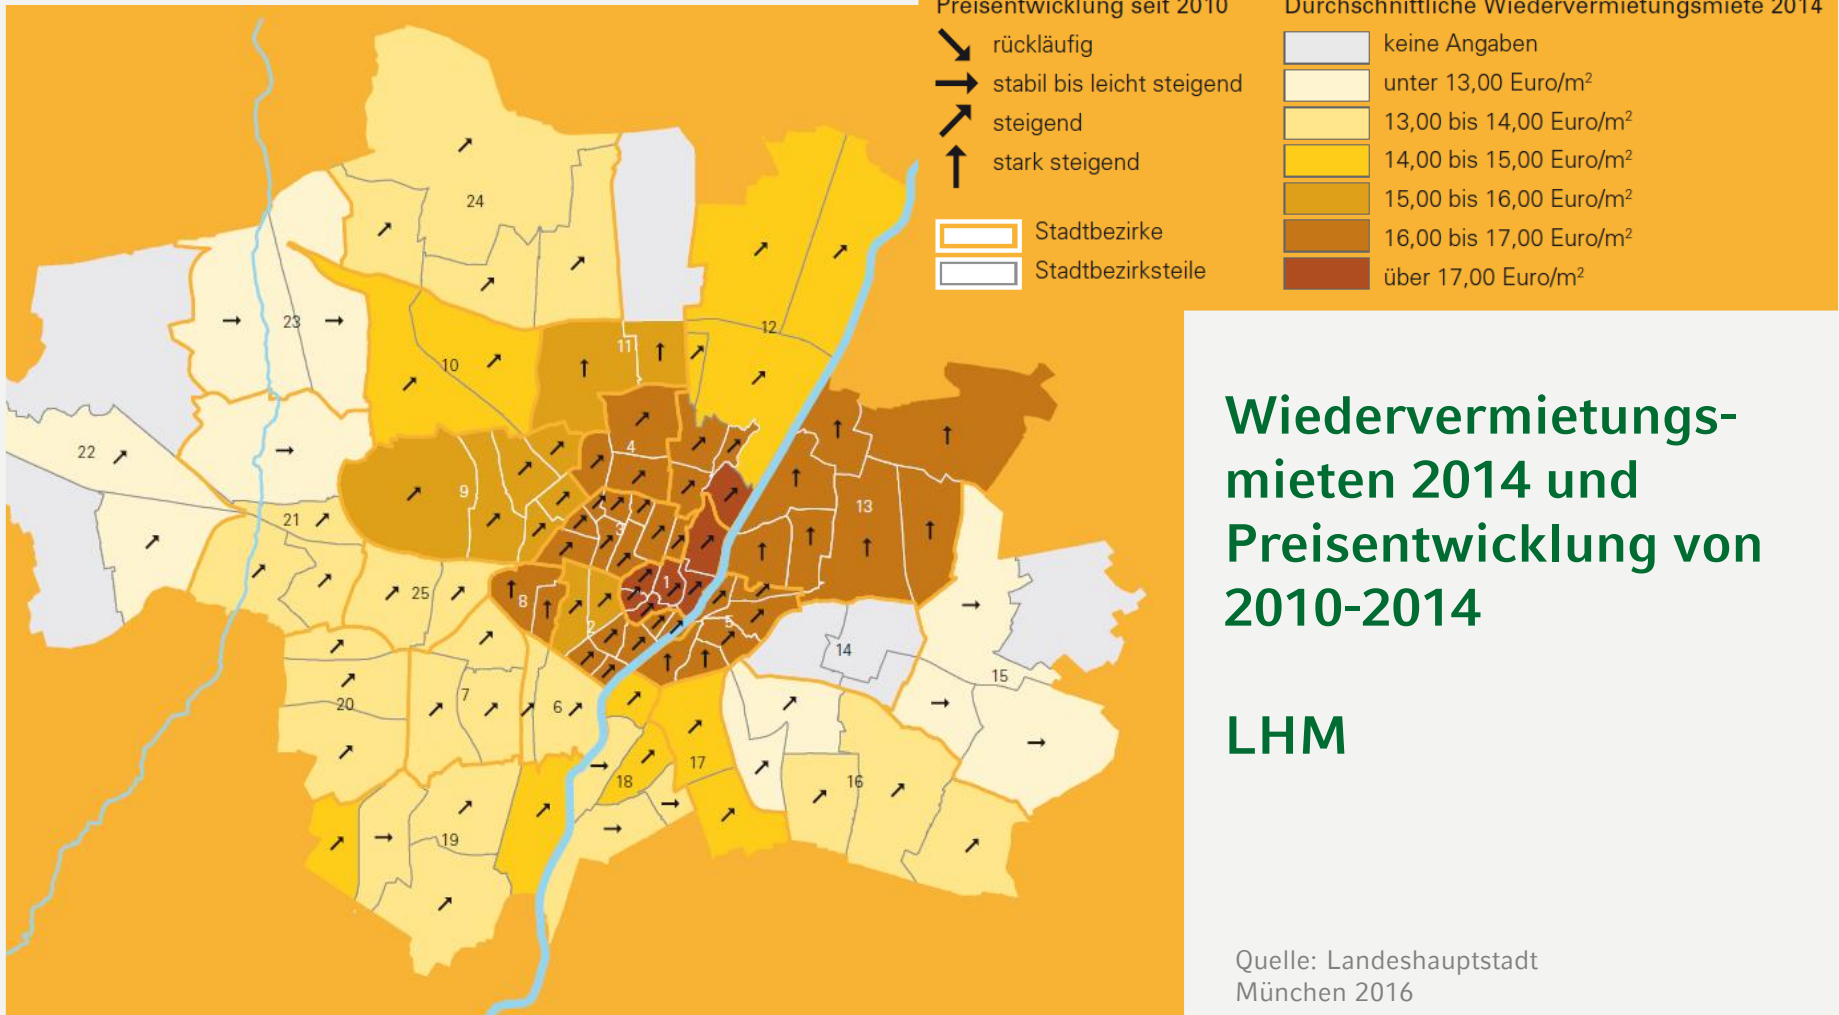 Preisentwicklung seit 2010
rückläufig
stabil bis leicht steigend
steigend
stark steigend
Stadtbezirke
Stadtbezirksteile
Durchschnittliche Wiedervermietungsmiete 2014
keine Angaben
unter 13,00 Euro/m²
13,00 bis 14,00 Euro/m²
14,00 bis 15,00 Euro/m²
15,00 bis 16,00 Euro/m²
16,00 bis 17,00 Euro/m²
über 17,00 Euro/m²
24
23
12
11
10
22
4
9
13
21
3
1
25
8
2
5
14
15
7
20
6
17
18
16
19
Wiedervermietungs-
mieten 2014 und
Preisentwicklung von
2010-2014
LHM
Quelle: Landeshauptstadt
München 2016